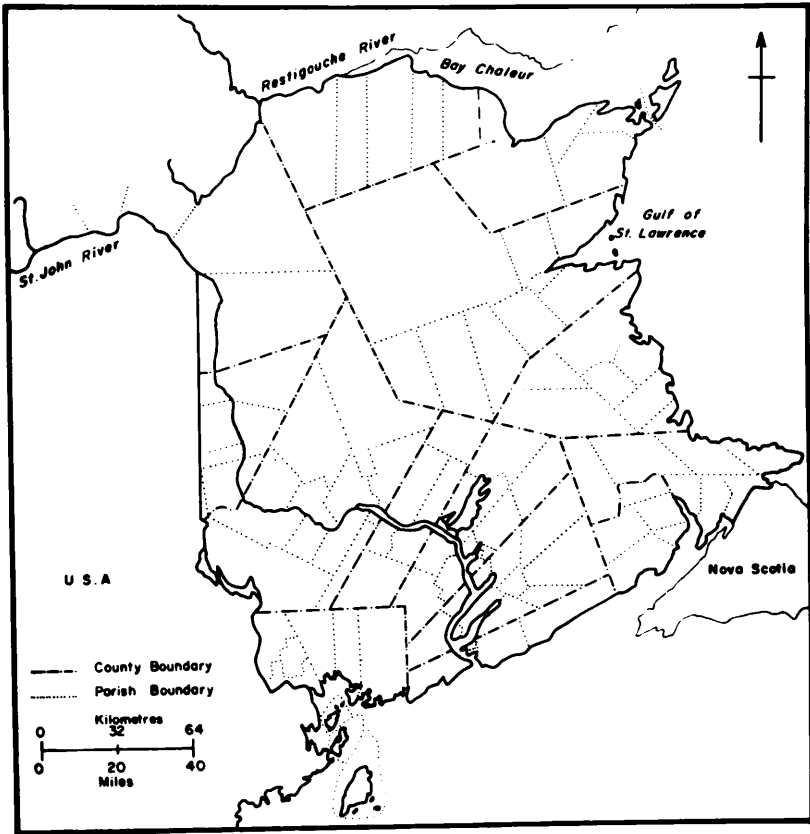 Restigouche River
Bay Chaleur
Gulf of
St. Lawrence
St. John River
U S.A
Nova Scotia
County Boundary
Parish Boundary
Kilometres
0 32 64
0 20 40
Miles